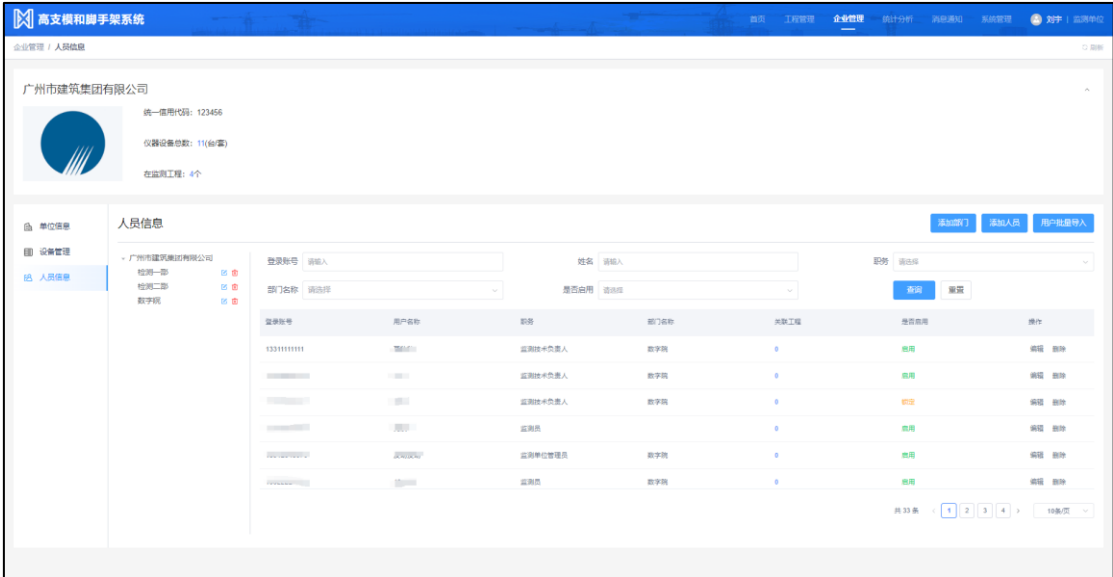 高支模和脚手架系统 首页 工程管理 企业管理 统计分析 消息通知 系统管理 刘宇 | 监测单位
企业管理 / 人员信息 刷新
广州市建筑集团有限公司
统一信用代码：123456
仪器设备总数：11(台/套)
在监测工程：4个
单位信息
设备管理
人员信息
人员信息 添加部门 添加人员 用户批量导入
广州市建筑集团有限公司
检测一部
检测二部
数字院
登录账号 请输入 姓名 请输入 职务 请选择
部门名称 请选择 是否启用 请选择 查询 重置
登录账号 用户名称 职务 部门名称 关联工程 是否启用 操作
13311111111 监测技术负责人 数字院 0 启用 编辑 删除
监测技术负责人 数字院 0 启用 编辑 删除
监测技术负责人 数字院 0 锁定 编辑 删除
监测员 0 启用 编辑 删除
监测单位管理员 数字院 0 启用 编辑 删除
监测员 数字院 0 启用 编辑 删除
共 33 条 1 2 3 4 10条/页